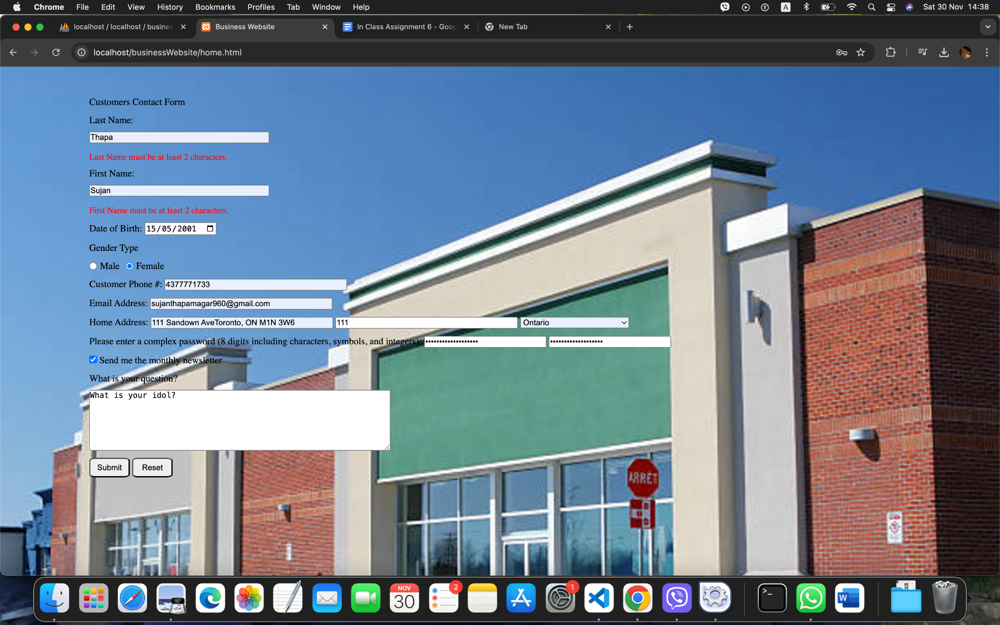 Chrome File Edit View History Bookmarks Profiles Tab Window Help A Sat 30 Nov 14:38
localhost / localhost / busines Business Website In Class Assignment 6 - Goog New Tab
localhost/businessWebsite/home.html
Customers Contact Form
Last Name:
Thapa
Last Name must be at least 2 characters.
First Name:
Sujan
First Name must be at least 2 characters.
Date of Birth: 15/05/2001
Gender Type
Male Female
Customer Phone #: 4377771733
Email Address: sujanthapamagar960@gmail.com
Home Address: 111 Sandown AveToronto, ON M1N 3W6 111 Ontario
Please enter a complex password (8 digits including characters, symbols, and integers): •••••••••••••••••• ••••••••••••••••••
Send me the monthly newsletter
What is your question?
What is your idol?
Submit Reset
ARRET
NOV
30
2
1
>_
W